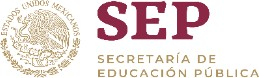 ESTADOS UNIDOS MEXICANOS
SEP
SECRETARÍA DE
EDUCACIÓN PÚBLICA